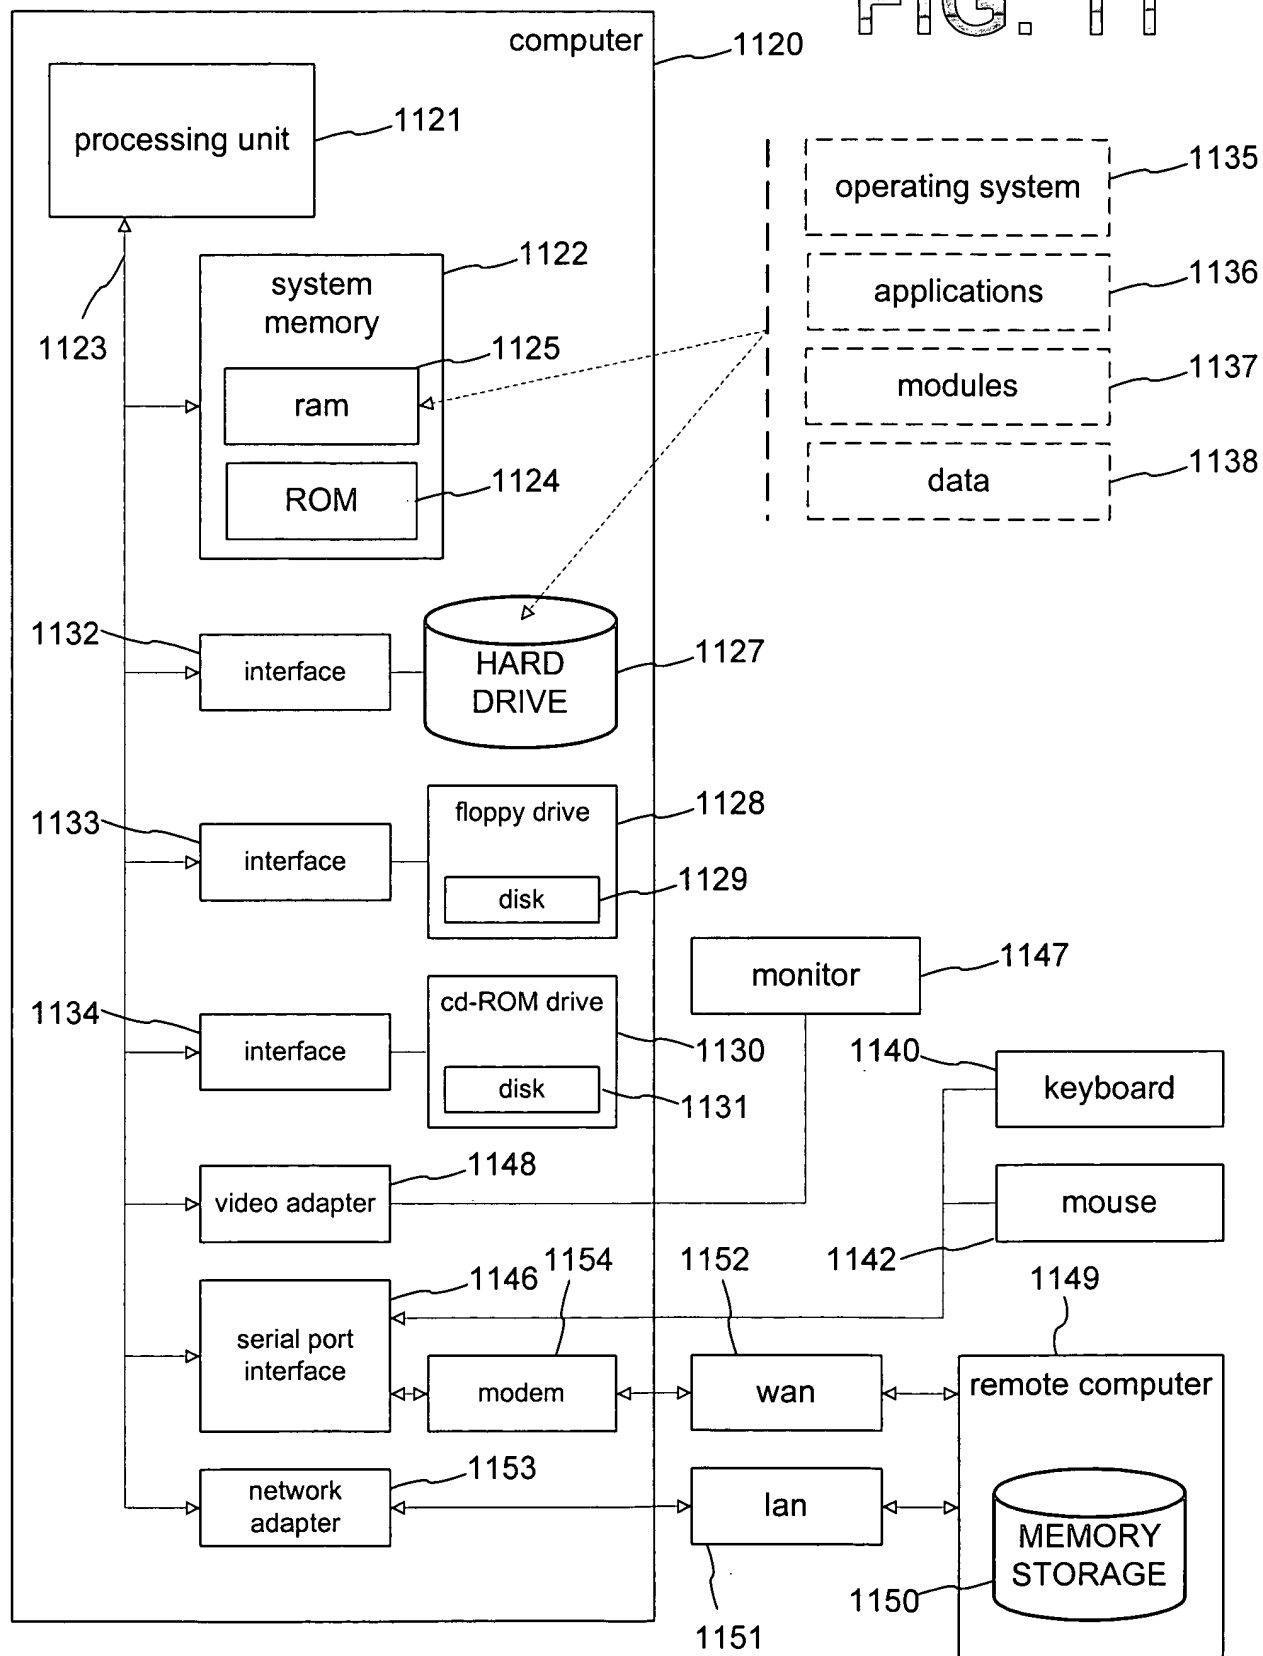 FIG. 11
computer
1120
processing unit
1121
1123
system
memory
1122
ram
1125
ROM
1124
operating system
1135
applications
1136
modules
1137
data
1138
1132
interface
HARD
DRIVE
1127
1133
interface
floppy drive
1128
disk
1129
1134
interface
cd-ROM drive
1130
disk
1131
monitor
1147
1140
keyboard
mouse
1142
video adapter
1148
serial port
interface
1146
1154
modem
1152
wan
1149
remote computer
network
adapter
1153
lan
1151
MEMORY
STORAGE
1150